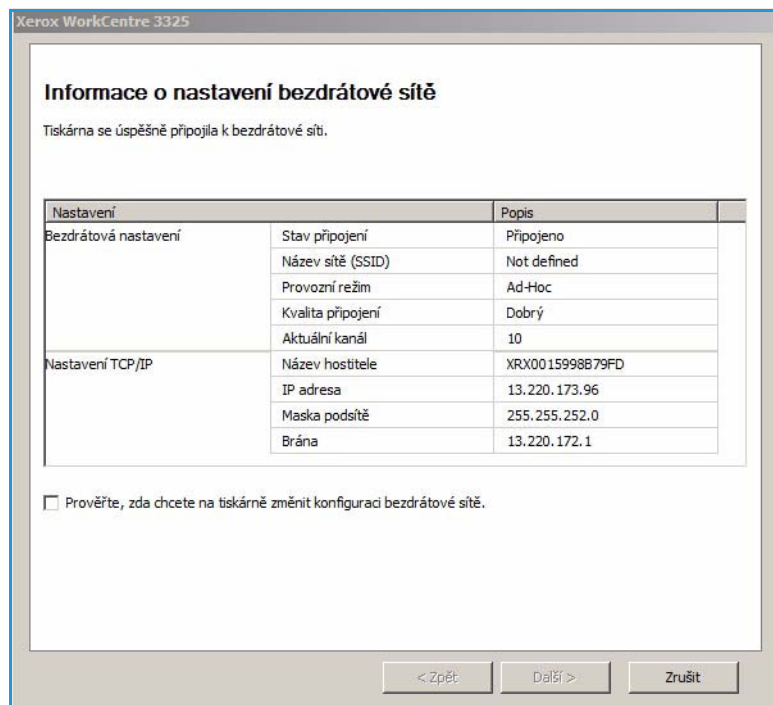 Xerox WorkCentre 3325
Informace o nastavení bezdrátové sítě
Tiskárna se úspěšně připojila k bezdrátové síti.
Nastavení Popis
Bezdrátová nastavení Stav připojení Připojeno
Název sítě (SSID) Not defined
Provozní režim Ad-Hoc
Kvalita připojení Dobrý
Aktuální kanál 10
Nastavení TCP/IP Název hostitele XRX0015998B79FD
IP adresa 13.220.173.96
Maska podsítě 255.255.252.0
Brána 13.220.172.1
Prověřte, zda chcete na tiskárně změnit konfiguraci bezdrátové sítě.
< Zpět Další > Zrušit